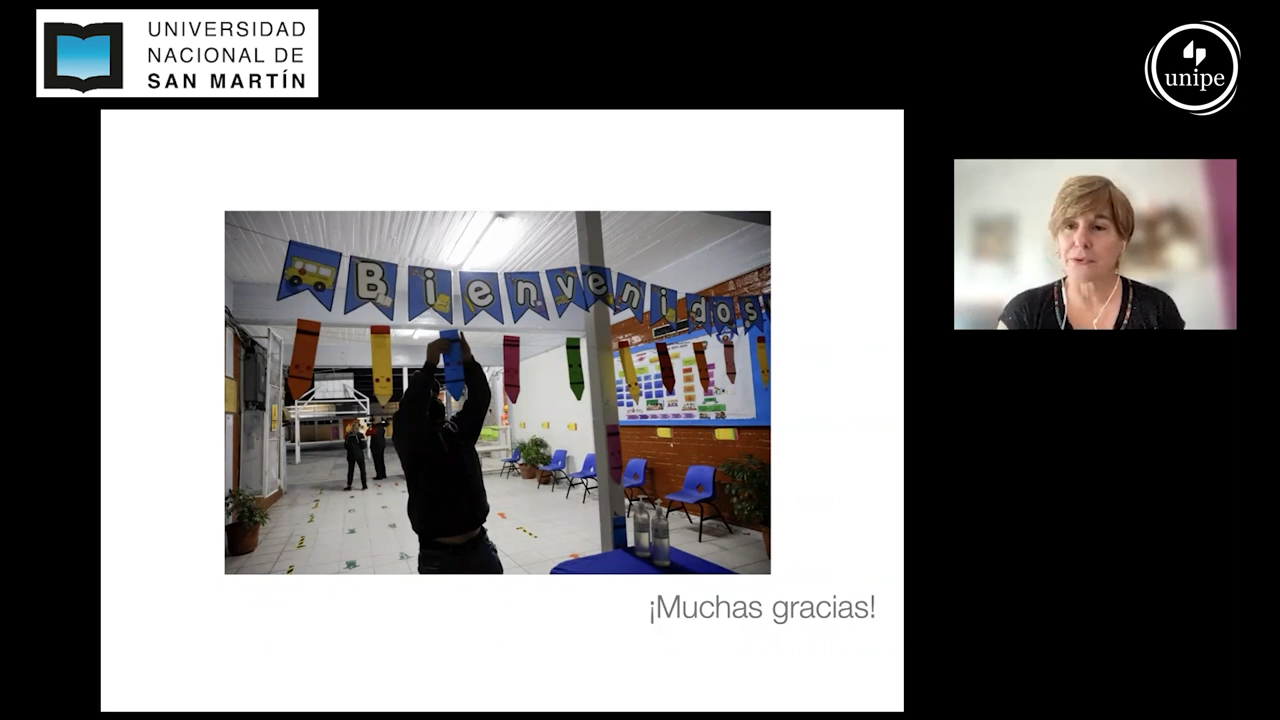 UNIVERSIDAD
NACIONAL DE
SAN MARTÍN
unipe
Bienvenidos
¡Muchas gracias!